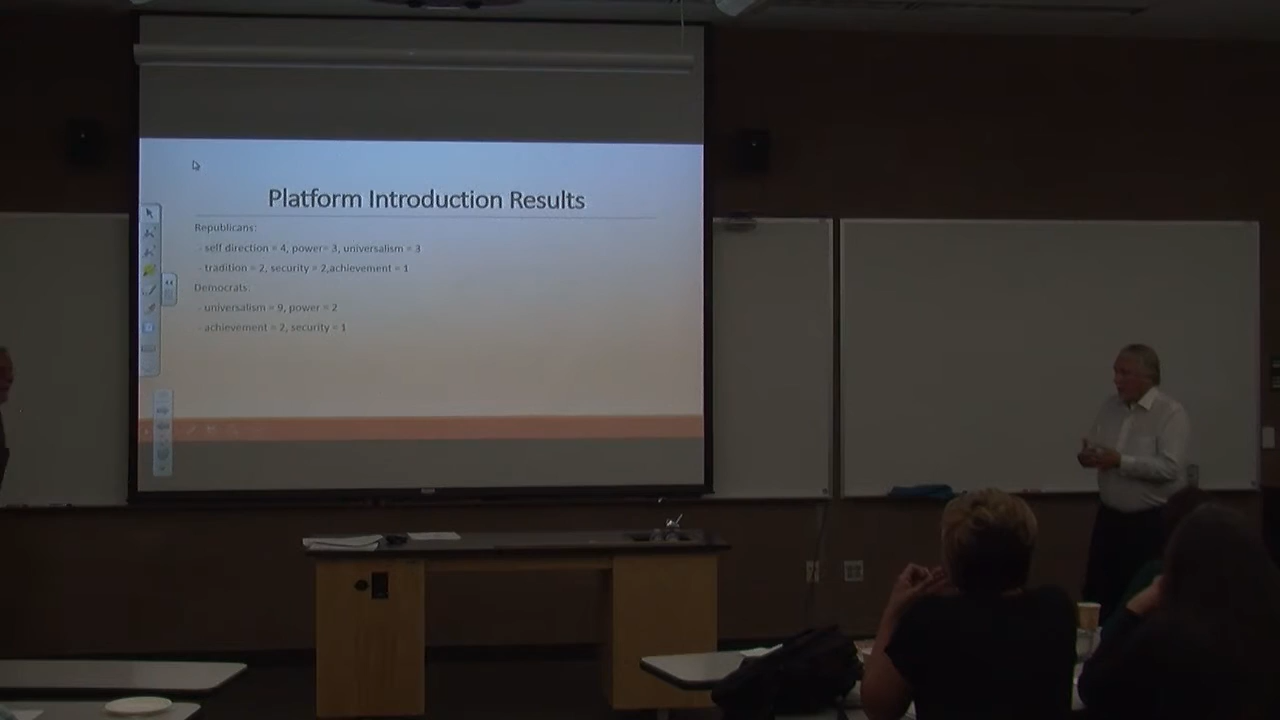 Platform Introduction Results
Republicans:
- self direction = 4, power= 3, universalism = 3
- tradition = 2, security = 2,achievement = 1
Democrats:
- universalism = 9, power = 2
- achievement = 2, security = 1